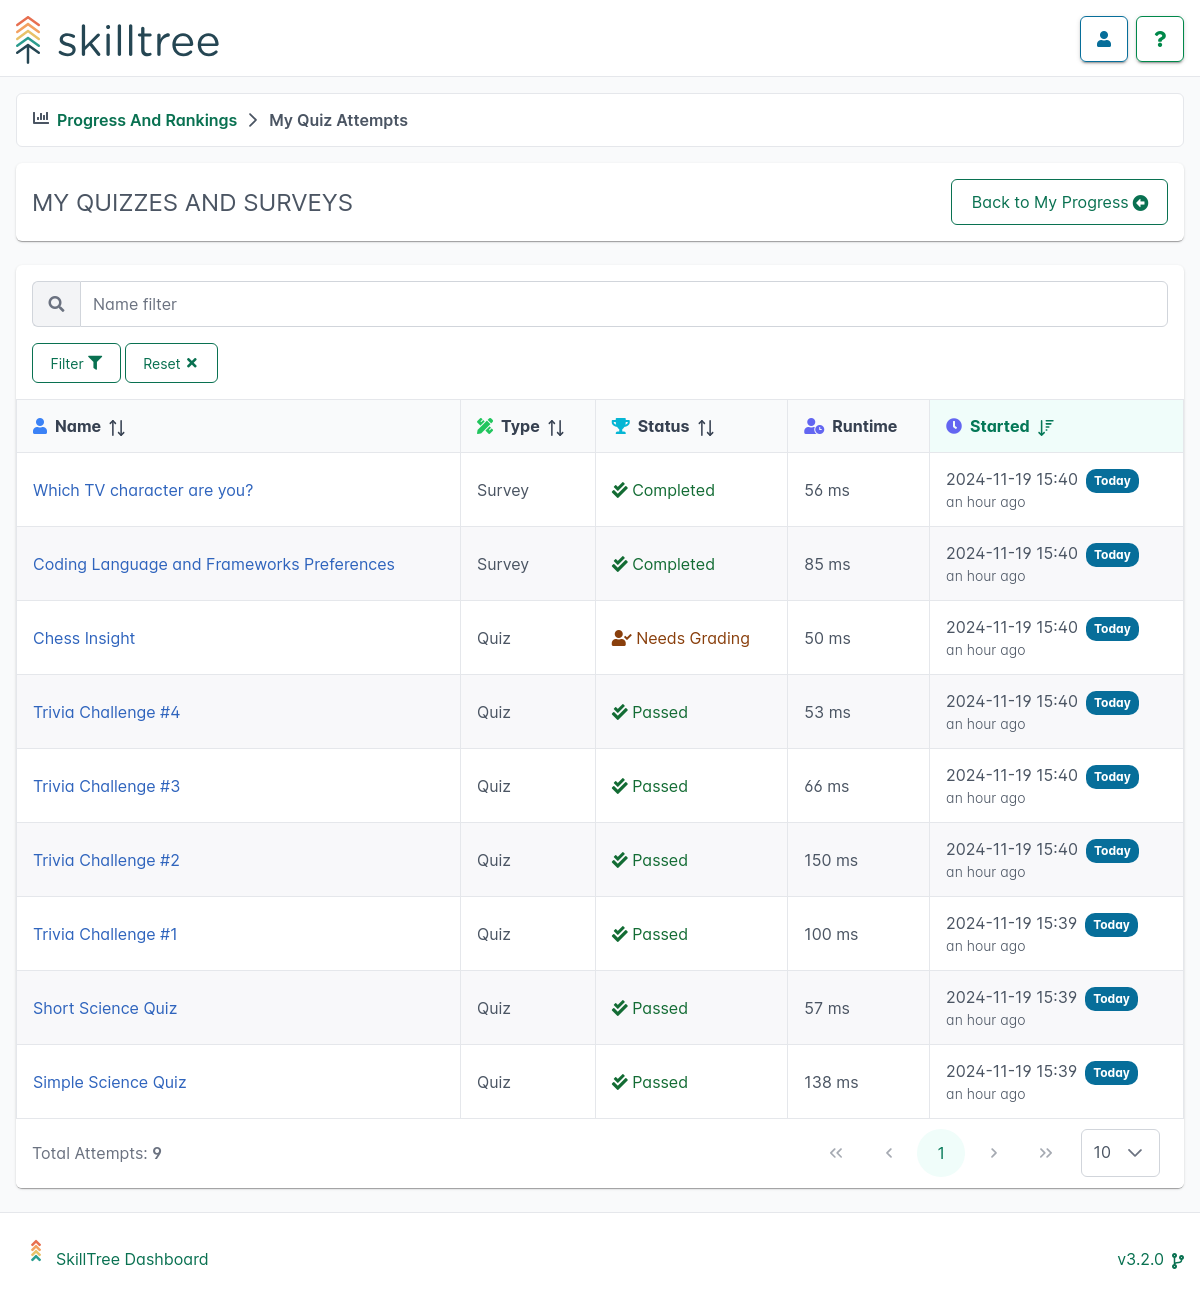 skilltree
?
Progress And Rankings > My Quiz Attempts
MY QUIZZES AND SURVEYS
Back to My Progress
Name filter
Filter Reset
Name Type Status Runtime Started
Which TV character are you? Survey Completed 56 ms 2024-11-19 15:40 Today
an hour ago
Coding Language and Frameworks Preferences Survey Completed 85 ms 2024-11-19 15:40 Today
an hour ago
Chess Insight Quiz Needs Grading 50 ms 2024-11-19 15:40 Today
an hour ago
Trivia Challenge #4 Quiz Passed 53 ms 2024-11-19 15:40 Today
an hour ago
Trivia Challenge #3 Quiz Passed 66 ms 2024-11-19 15:40 Today
an hour ago
Trivia Challenge #2 Quiz Passed 150 ms 2024-11-19 15:40 Today
an hour ago
Trivia Challenge #1 Quiz Passed 100 ms 2024-11-19 15:39 Today
an hour ago
Short Science Quiz Quiz Passed 57 ms 2024-11-19 15:39 Today
an hour ago
Simple Science Quiz Quiz Passed 138 ms 2024-11-19 15:39 Today
an hour ago
Total Attempts: 9 « ‹ 1 › » 10
SkillTree Dashboard v3.2.0